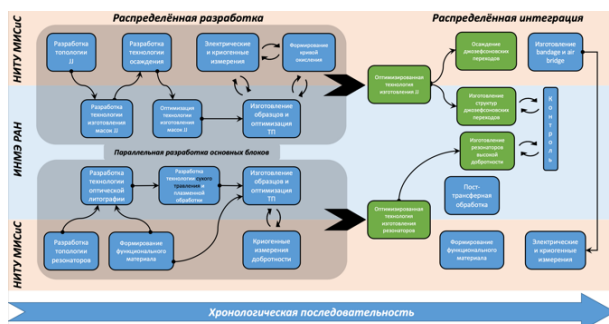 Распределённая разработка
Распределённая интеграция
НИТУ МИСиС
Разработка
топологии
JJ
Разработка
технологии
осаждения
Электрические и
криогенные
измерения
Формирование
кривой
окисления
Разработка
технологии
изготовления
масок JJ
Оптимизация
технологии
изготовления
масок JJ
Изготовление
образцов и
оптимизация
ТП
ИНМЭ РАН
Параллельная разработка основных блоков
Разработка
технологии
оптической
литографии
Разработка
технологии сухого
травления и
плазменной
обработки
Изготовление
образцов и
оптимизация
ТП
НИТУ МИСиС
Разработка
топологии
резонаторов
Формирование
функционального
материала
Криогенные
измерения
добротности
Оптимизированная
технология
изготовления JJ
Осаждение
джозефсоновских
переходов
Изготовление
bandage и air
bridge
Изготовление
структур
джозефсоновских
переходов
Контроль
Изготовление
резонаторов
высокой
добротности
Пост-
трансферная
обработка
Оптимизированная
технология
изготовления
резонаторов
Формирование
функционального
материала
Электрические
и криогенные
измерения
Хронологическая последовательность